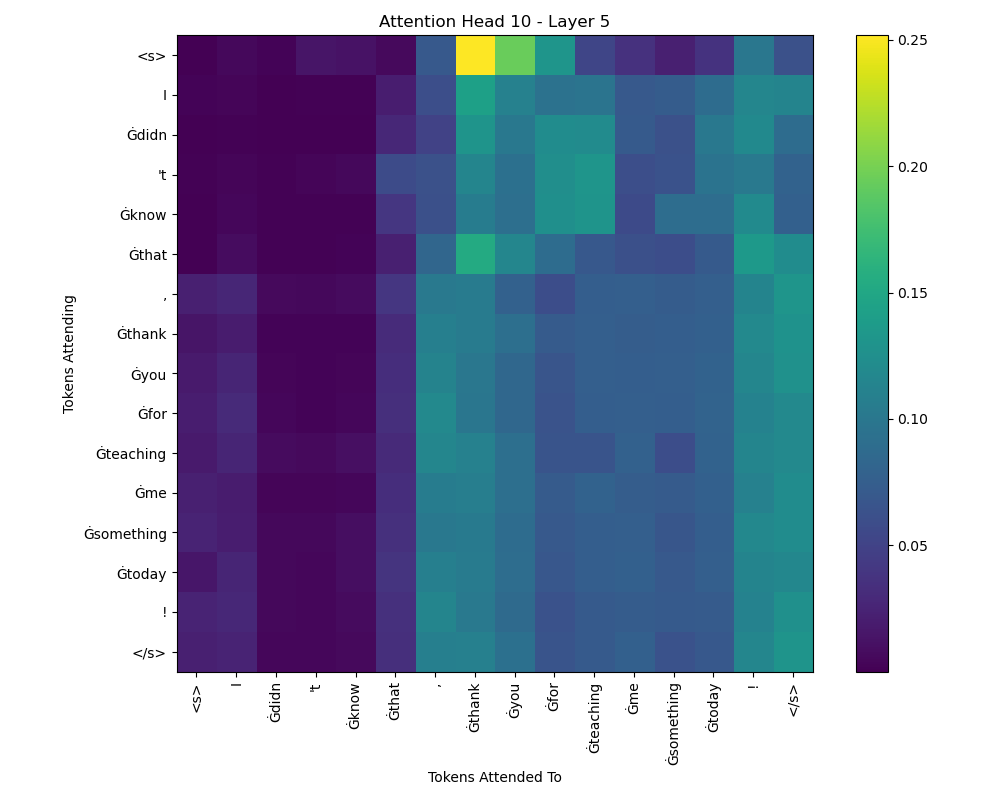 Attention Head 10 - Layer 5
Tokens Attending
<s>
I
Ġdidn
't
Ġknow
Ġthat
,
Ġthank
Ġyou
Ġfor
Ġteaching
Ġme
Ġsomething
Ġtoday
!
</s>
<s>
I
Ġdidn
't
Ġknow
Ġthat
,
Ġthank
Ġyou
Ġfor
Ġteaching
Ġme
Ġsomething
Ġtoday
!
</s>
Tokens Attended To
0.25
0.20
0.15
0.10
0.05